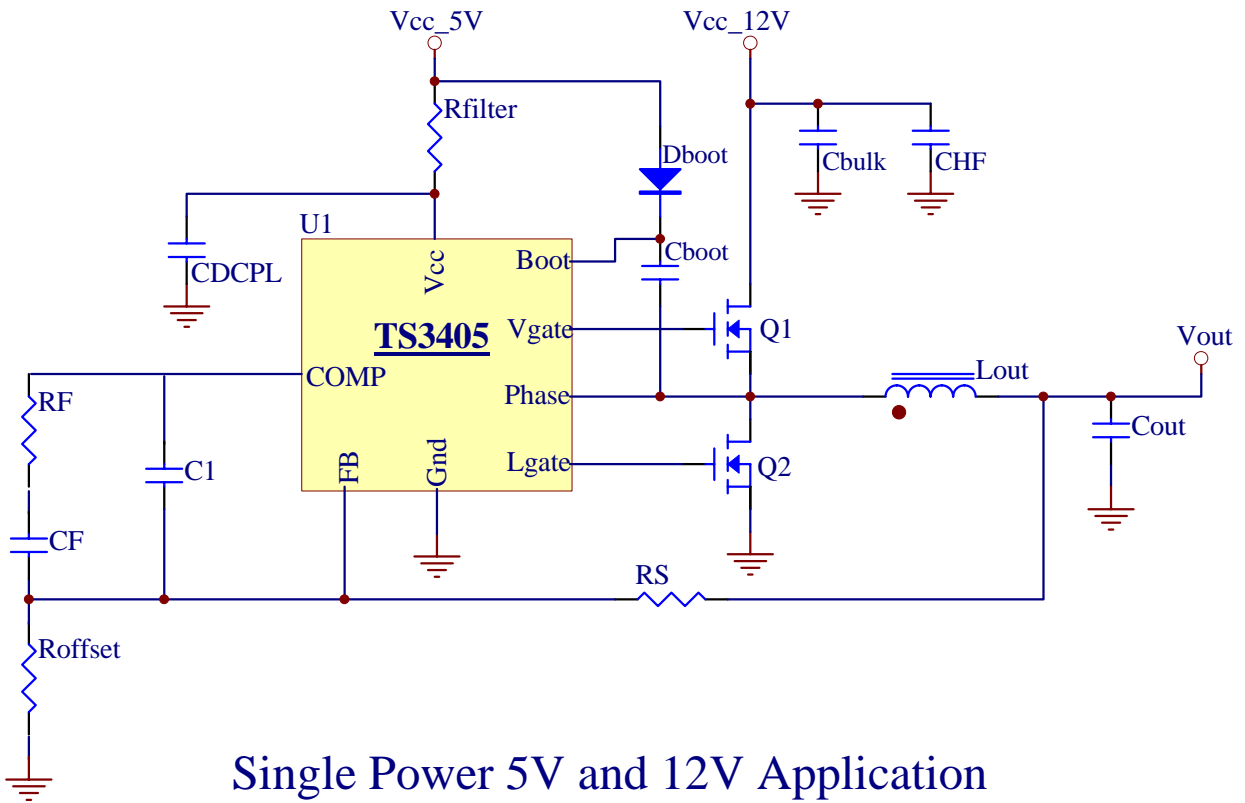 Vcc_5V
Vcc_12V
Rfilter
Dboot
Cbulk
CHF
U1
CDCPL
Vcc
Boot
Cboot
TS3405
Vgate
Q1
Vout
COMP
Phase
Lout
RF
Cout
C1
FB
Gnd
Lgate
Q2
CF
RS
Roffset
Single Power 5V and 12V Application